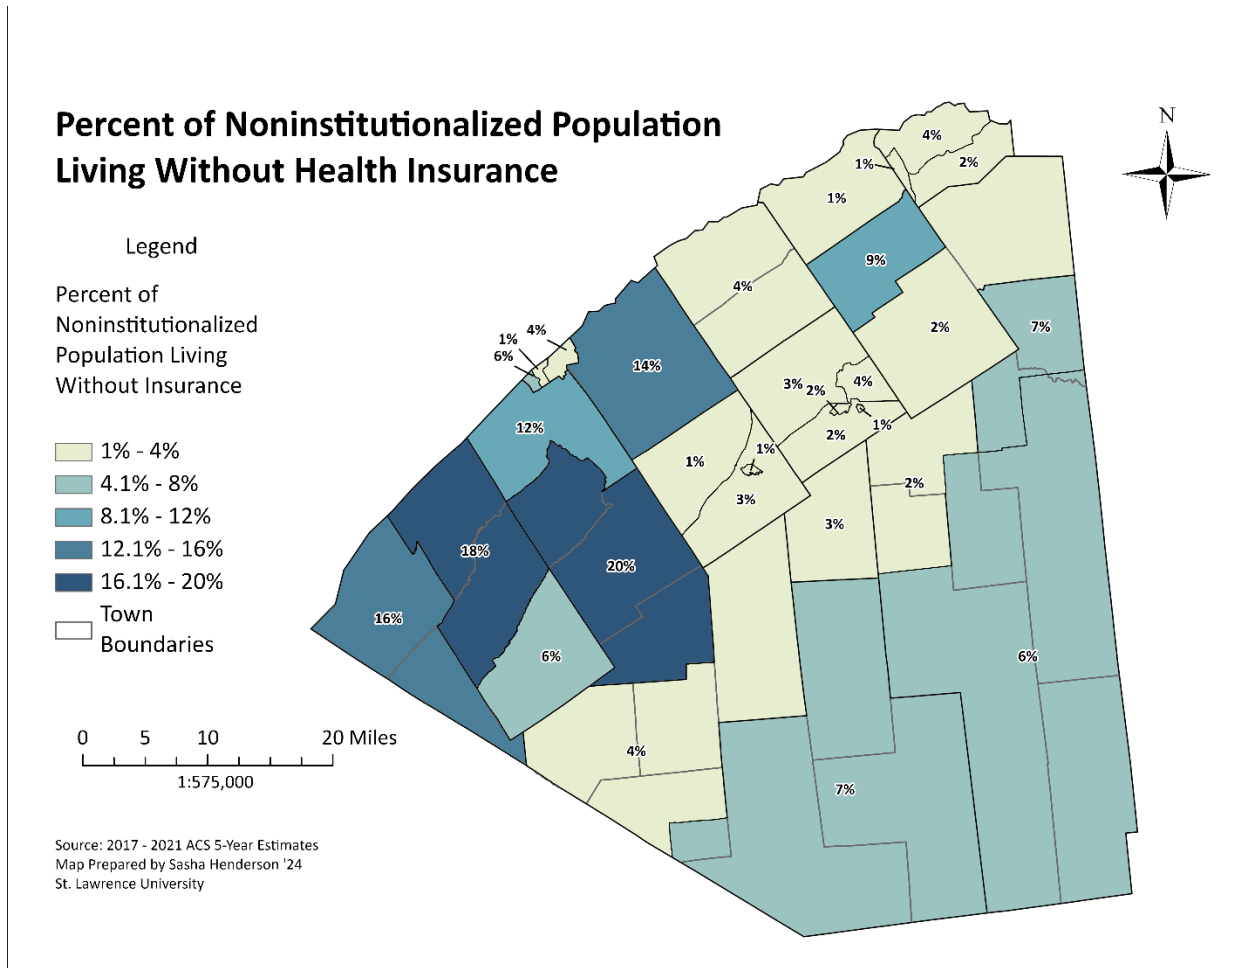 Percent of Noninstitutionalized Population
Living Without Health Insurance
N
Legend
Percent of
Noninstitutionalized
Population Living
Without Insurance
1% - 4%
4.1% - 8%
8.1% - 12%
12.1% - 16%
16.1% - 20%
Town
Boundaries
0 5 10 20 Miles
1:575,000
Source: 2017 - 2021 ACS 5-Year Estimates
Map Prepared by Sasha Henderson '24
St. Lawrence University
4%
2%
1%
1%
9%
4%
2%
7%
4%
1%
6%
14%
3%
2%
4%
1%
2%
12%
1%
1%
3%
2%
3%
18%
20%
16%
6%
6%
4%
7%